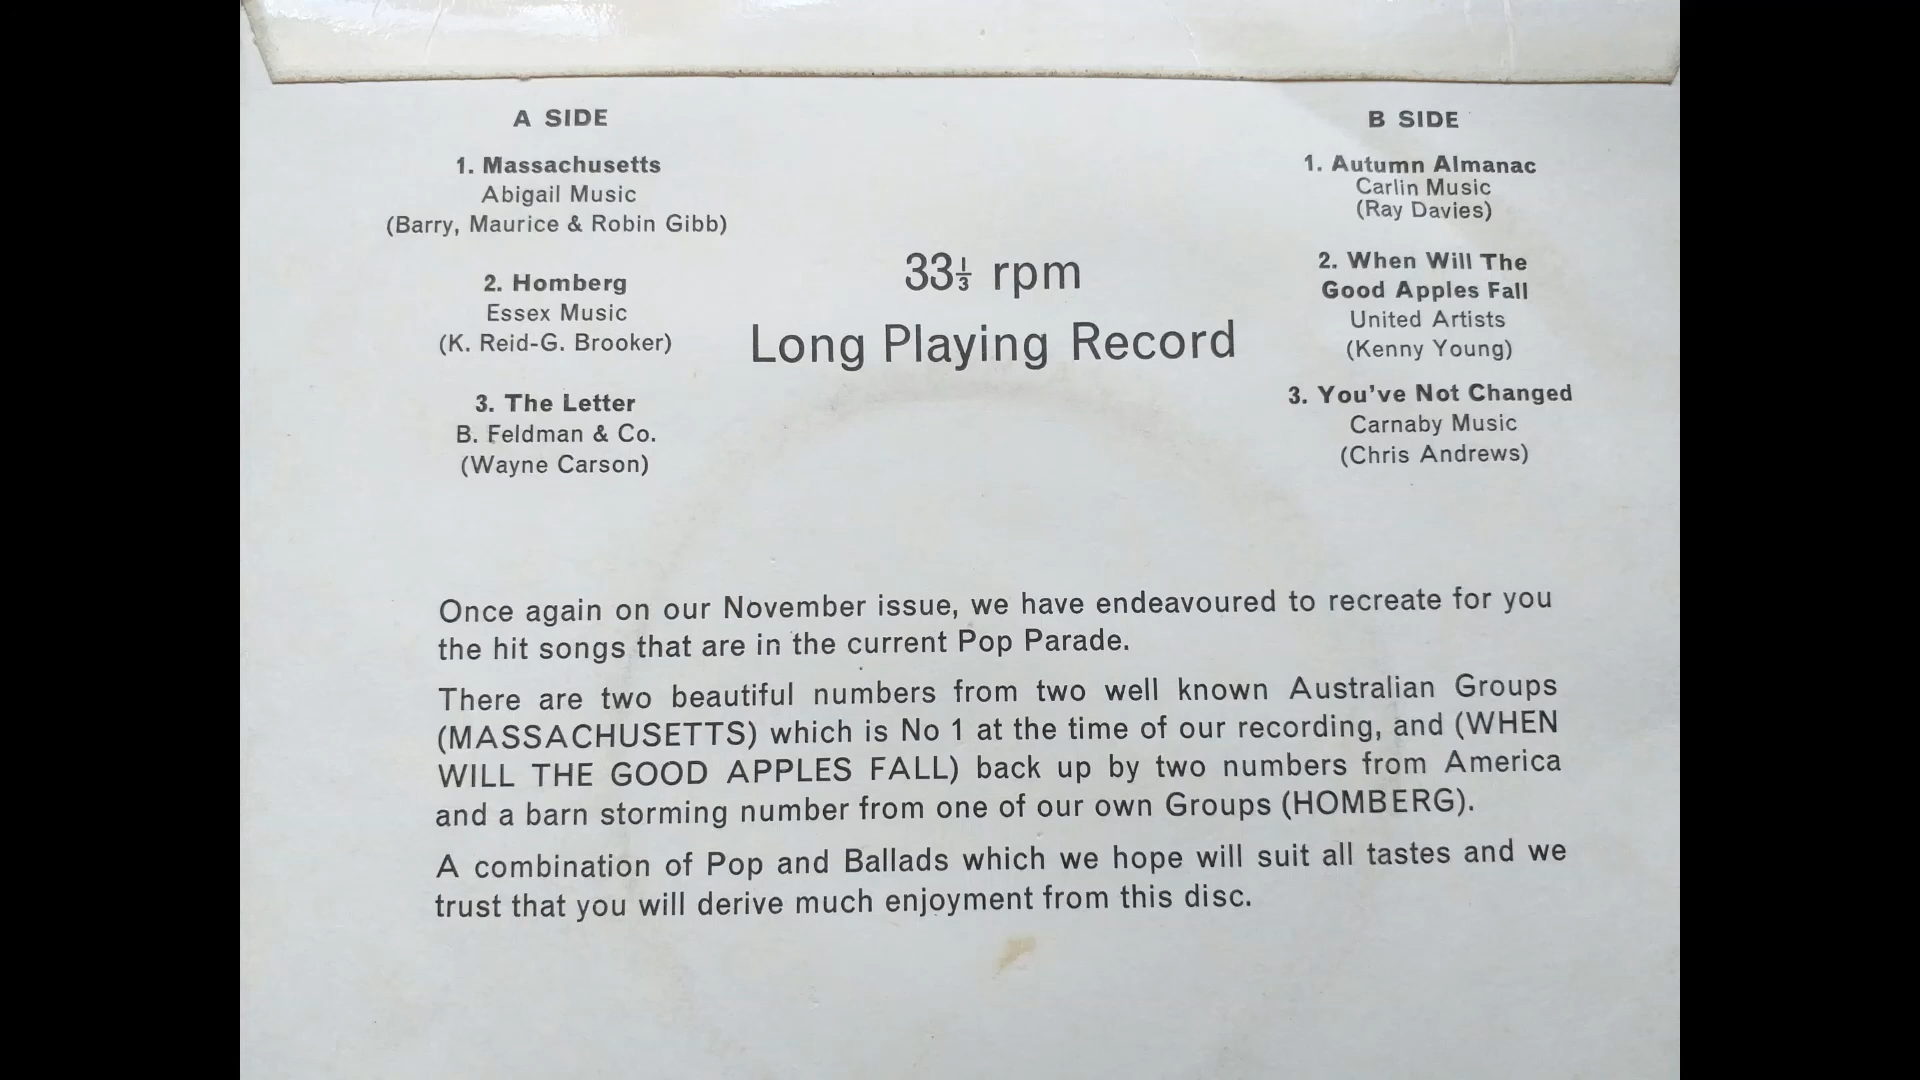 A SIDE
1. Massachusetts
Abigail Music
(Barry, Maurice & Robin Gibb)
2. Homberg
Essex Music
(K. Reid-G. Brooker)
3. The Letter
B. Feldman & Co.
(Wayne Carson)
33⅓ rpm
Long Playing Record
B SIDE
1. Autumn Almanac
Carlin Music
(Ray Davies)
2. When Will The
Good Apples Fall
United Artists
(Kenny Young)
3. You've Not Changed
Carnaby Music
(Chris Andrews)
Once again on our November issue, we have endeavoured to recreate for you
the hit songs that are in the current Pop Parade.
There are two beautiful numbers from two well known Australian Groups
(MASSACHUSETTS) which is No 1 at the time of our recording, and (WHEN
WILL THE GOOD APPLES FALL) back up by two numbers from America
and a barn storming number from one of our own Groups (HOMBERG).
A combination of Pop and Ballads which we hope will suit all tastes and we
trust that you will derive much enjoyment from this disc.